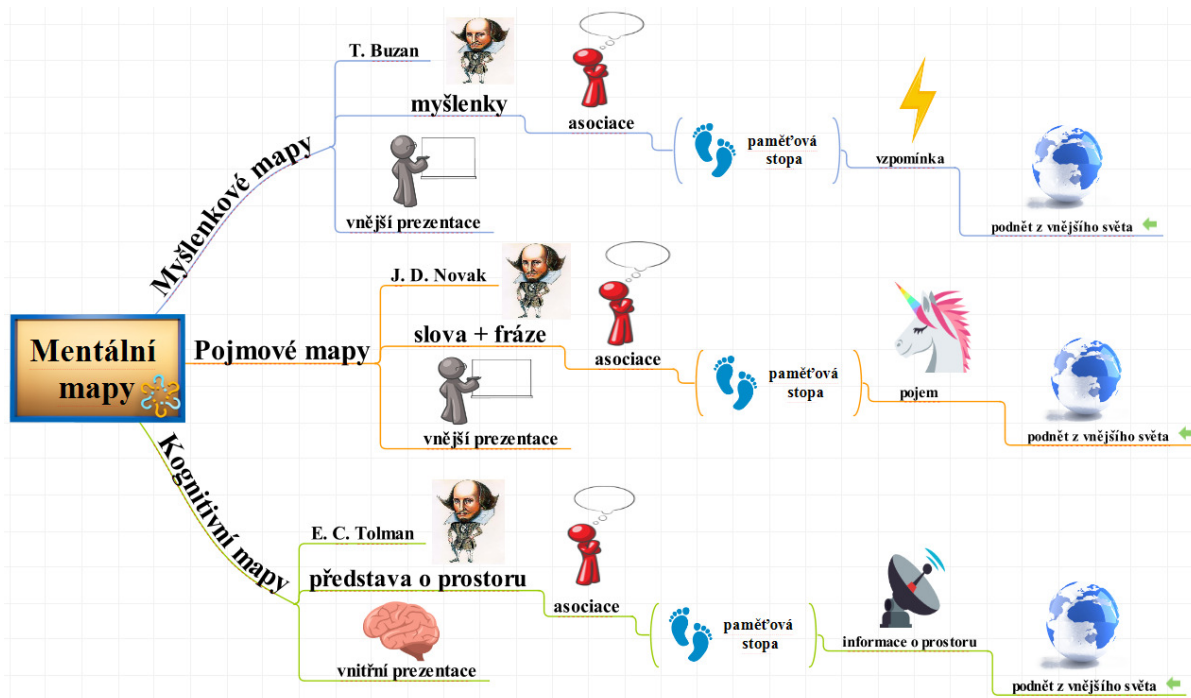 Mentální
mapy
Myšlenkové mapy
T. Buzan
myšlenky
asociace
paměťová
stopa
vzpomínka
podnět z vnějšího světa
vnější prezentace
Pojmové mapy
J. D. Novak
slova + fráze
asociace
paměťová
stopa
pojem
podnět z vnějšího světa
vnější prezentace
Kognitivní mapy
E. C. Tolman
představa o prostoru
asociace
paměťová
stopa
informace o prostoru
podnět z vnějšího světa
vnitřní prezentace